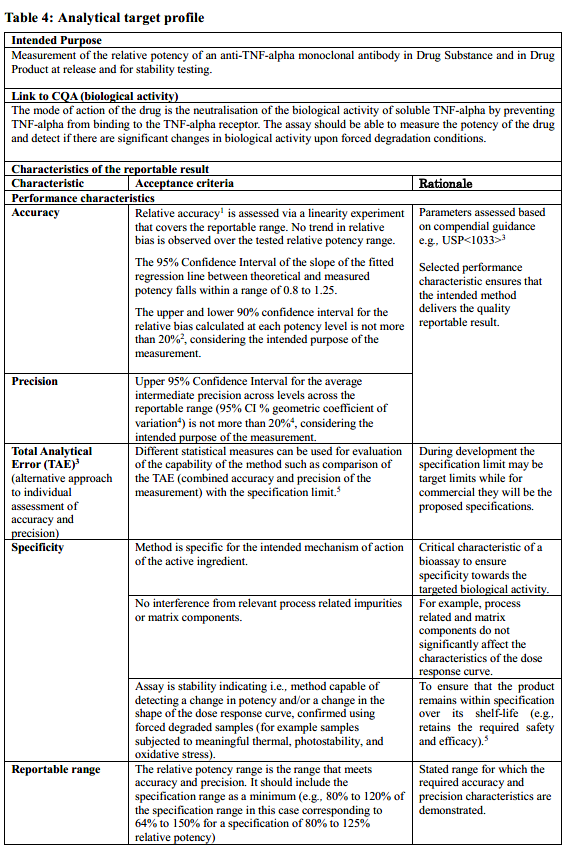 Table 4: Analytical target profile
Intended Purpose
Measurement of the relative potency of an anti-TNF-alpha monoclonal antibody in Drug Substance and in Drug
Product at release and for stability testing.
Link to CQA (biological activity)
The mode of action of the drug is the neutralisation of the biological activity of soluble TNF-alpha by preventing
TNF-alpha from binding to the TNF-alpha receptor. The assay should be able to measure the potency of the drug
and detect if there are significant changes in biological activity upon forced degradation conditions.
Characteristics of the reportable result
Characteristic
Acceptance criteria
Rationale
Performance characteristics
Accuracy
Relative accuracy¹ is assessed via a linearity experiment
that covers the reportable range. No trend in relative
bias is observed over the tested relative potency range.
The 95% Confidence Interval of the slope of the fitted
regression line between theoretical and measured
potency falls within a range of 0.8 to 1.25.
The upper and lower 90% confidence interval for the
relative bias calculated at each potency level is not more
than 20%², considering the intended purpose of the
measurement.
Parameters assessed based
on compendial guidance
e.g., USP<1033>³
Selected performance
characteristic ensures that
the intended method
delivers the quality
reportable result.
Precision
Upper 95% Confidence Interval for the average
intermediate precision across levels across the
reportable range (95% CI % geometric coefficient of
variation⁴) is not more than 20%⁴, considering the
intended purpose of the measurement.
Total Analytical
Error (TAE)³
(alternative approach
to individual
assessment of
accuracy and
precision)
Different statistical measures can be used for evaluation
of the capability of the method such as comparison of
the TAE (combined accuracy and precision of the
measurement) with the specification limit.⁵
During development the
specification limit may be
target limits while for
commercial they will be the
proposed specifications.
Specificity
Method is specific for the intended mechanism of action
of the active ingredient.
Critical characteristic of a
bioassay to ensure
specificity towards the
targeted biological activity.
No interference from relevant process related impurities
or matrix components.
For example, process
related and matrix
components do not
significantly affect the
characteristics of the dose
response curve.
Assay is stability indicating i.e., method capable of
detecting a change in potency and/or a change in the
shape of the dose response curve, confirmed using
forced degraded samples (for example samples
subjected to meaningful thermal, photostability, and
oxidative stress).
To ensure that the product
remains within specification
over its shelf-life (e.g.,
retains the required safety
and efficacy).⁵
Reportable range
The relative potency range is the range that meets
accuracy and precision. It should include the
specification range as a minimum (e.g., 80% to 120% of
the specification range in this case corresponding to
64% to 150% for a specification of 80% to 125%
relative potency)
Stated range for which the
required accuracy and
precision characteristics are
demonstrated.